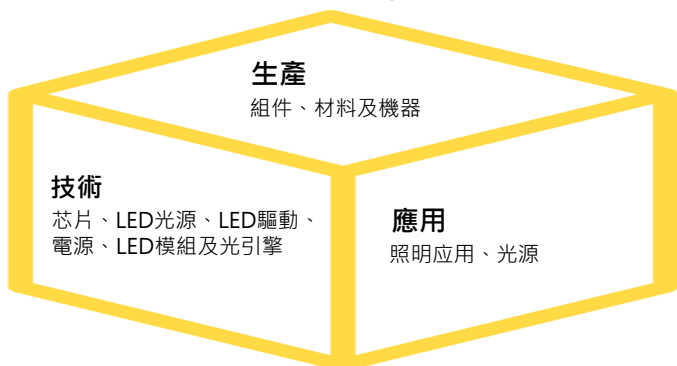 生產
組件、材料及機器
技術
芯片、LED光源、LED驅動、
電源、LED模組及光引擎
應用
照明应用、光源